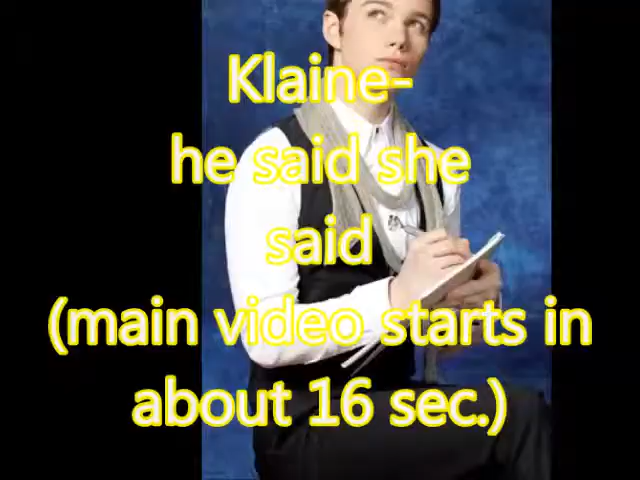 Klaine-
he said she
said
(main video starts in
about 16 sec.)